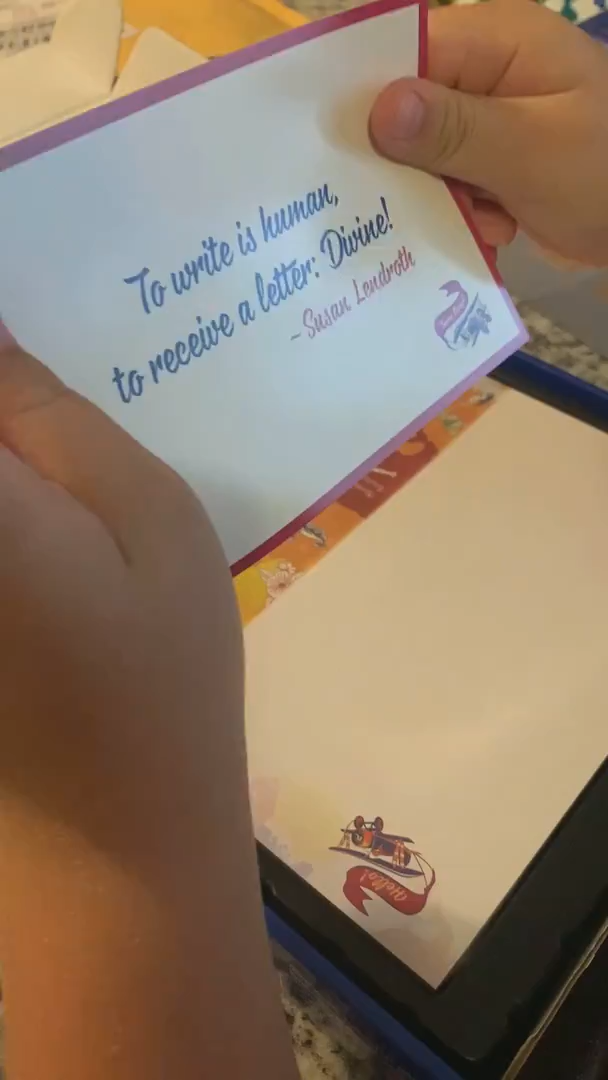 To write is human,
to receive a letter: Divine!
- Susan Lendroth
Hello!